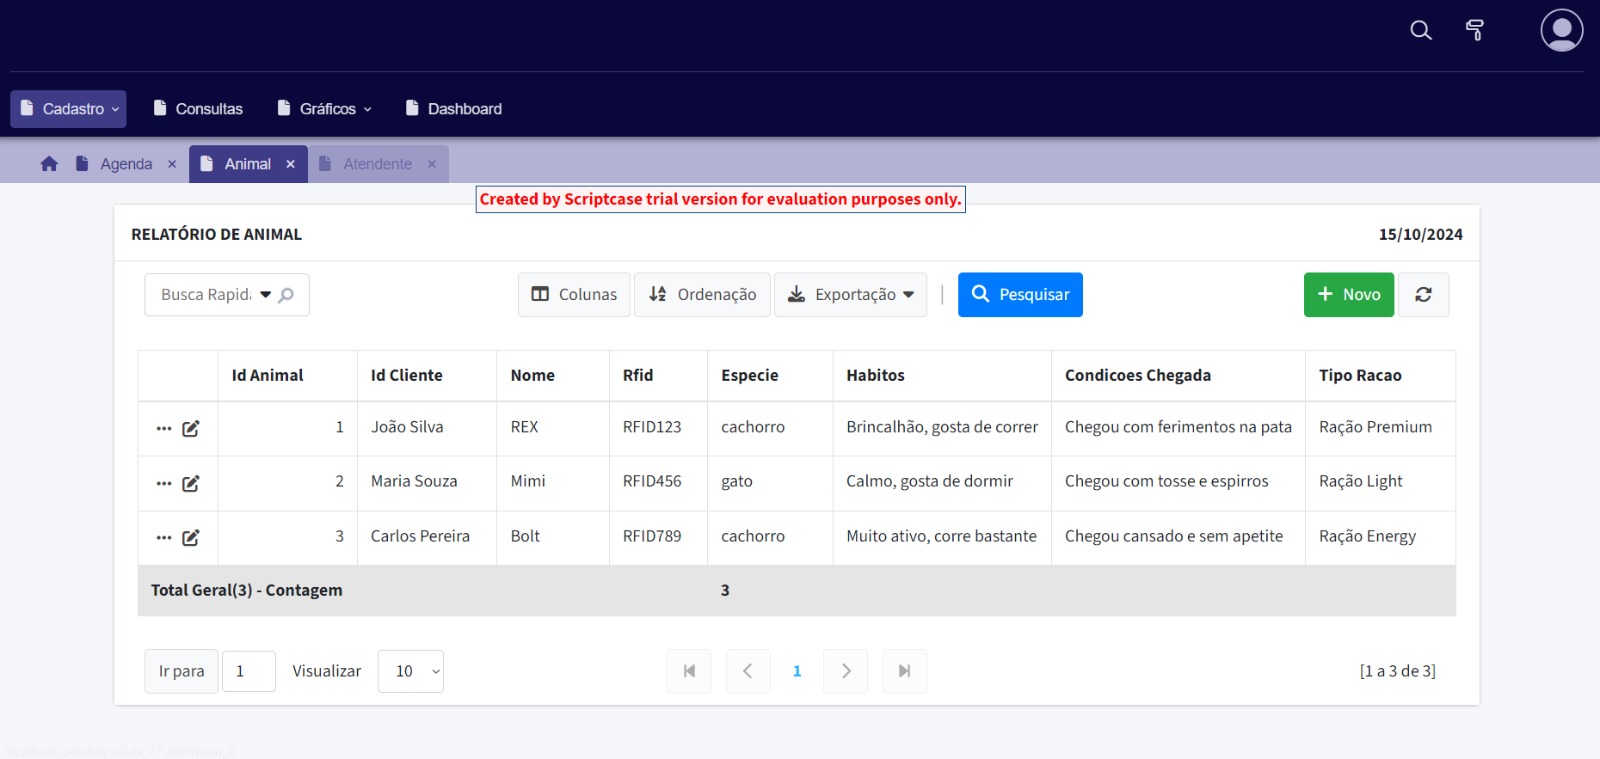 Cadastro Consultas Gráficos Dashboard
Agenda Animal Atendente
Created by Scriptcase trial version for evaluation purposes only.
RELATÓRIO DE ANIMAL 15/10/2024
Busca Rapid Colunas Ordenação Exportação Pesquisar Novo
Id Animal Id Cliente Nome Rfid Especie Habitos Condicoes Chegada Tipo Racao
1 João Silva REX RFID123 cachorro Brincalhão, gosta de correr Chegou com ferimentos na pata Ração Premium
2 Maria Souza Mimi RFID456 gato Calmo, gosta de dormir Chegou com tosse e espirros Ração Light
3 Carlos Pereira Bolt RFID789 cachorro Muito ativo, corre bastante Chegou cansado e sem apetite Ração Energy
Total Geral(3) - Contagem 3
Ir para 1 Visualizar 10 1 [1 a 3 de 3]